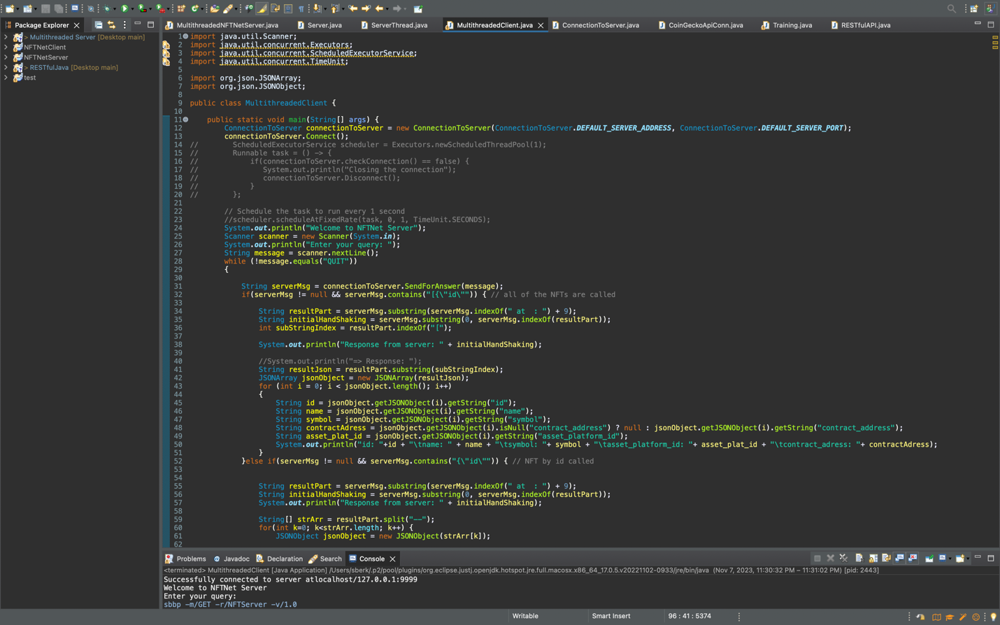 Package Explorer
> Multithreaded Server [Desktop main]
NFTNetClient
NFTNetServer
> RESTfulJava [Desktop main]
test
MultithreadedNFTNetServer.java
Server.java
ServerThread.java
MultithreadedClient.java
ConnectionToServer.java
CoinGeckoApiConn.java
Training.java
RESTfulAPI.java
1 import java.util.Scanner;
2 import java.util.concurrent.Executors;
3 import java.util.concurrent.ScheduledExecutorService;
4 import java.util.concurrent.TimeUnit;
5
6 import org.json.JSONArray;
7 import org.json.JSONObject;
8
9 public class MultithreadedClient {
10
11 public static void main(String[] args) {
12 ConnectionToServer connectionToServer = new ConnectionToServer(ConnectionToServer.DEFAULT_SERVER_ADDRESS, ConnectionToServer.DEFAULT_SERVER_PORT);
13 connectionToServer.Connect();
14 // ScheduledExecutorService scheduler = Executors.newScheduledThreadPool(1);
15 // Runnable task = () -> {
16 // if(connectionToServer.checkConnection() == false) {
17 // System.out.println("Closing the connection");
18 // connectionToServer.Disconnect();
19 // }
20 // };
21
22 // Schedule the task to run every 1 second
23 //scheduler.scheduleAtFixedRate(task, 0, 1, TimeUnit.SECONDS);
24 System.out.println("Welcome to NFTNet Server");
25 Scanner scanner = new Scanner(System.in);
26 System.out.println("Enter your query: ");
27 String message = scanner.nextLine();
28 while (!message.equals("QUIT"))
29 {
30
31 String serverMsg = connectionToServer.SendForAnswer(message);
32 if(serverMsg != null && serverMsg.contains("[{\"id\"")) { // all of the NFTs are called
33
34 String resultPart = serverMsg.substring(serverMsg.indexOf(" at  : ") + 9);
35 String initialHandShaking = serverMsg.substring(0, serverMsg.indexOf(resultPart));
36 int subStringIndex = resultPart.indexOf("[");
37
38 System.out.println("Response from server: " + initialHandShaking);
39
40 //System.out.println("=> Response: ");
41 String resultJson = resultPart.substring(subStringIndex);
42 JSONArray jsonObject = new JSONArray(resultJson);
43 for (int i = 0; i < jsonObject.length(); i++)
44 {
45 String id = jsonObject.getJSONObject(i).getString("id");
46 String name = jsonObject.getJSONObject(i).getString("name");
47 String symbol = jsonObject.getJSONObject(i).getString("symbol");
48 String contractAdress = jsonObject.getJSONObject(i).isNull("contract_address") ? null : jsonObject.getJSONObject(i).getString("contract_address");
49 String asset_plat_id = jsonObject.getJSONObject(i).getString("asset_platform_id");
50 System.out.println("id: "+id + "\tname: " + name + "\tsymbol: "+ symbol + "\tasset_platform_id: "+ asset_plat_id + "\tcontract_adress: "+ contractAdress);
51 }
52 }else if(serverMsg != null && serverMsg.contains("{\"id\"")) { // NFT by id called
53
54
55 String resultPart = serverMsg.substring(serverMsg.indexOf(" at  : ") + 9);
56 String initialHandShaking = serverMsg.substring(0, serverMsg.indexOf(resultPart));
57 System.out.println("Response from server: " + initialHandShaking);
58
59 String[] strArr = resultPart.split("--");
60 for(int k=0; k<strArr.length; k++) {
61 JSONObject jsonObject = new JSONObject(strArr[k]);
62
Problems
Javadoc
Declaration
Search
Console
<terminated> MultithreadedClient [Java Application] /Users/sberk/.p2/pool/plugins/org.eclipse.justj.openjdk.hotspot.jre.full.macosx.x86_64_17.0.5.v20221102-0933/jre/bin/java (Nov 7, 2023, 11:30:32 PM – 11:31:02 PM) [pid: 2443]
Successfully connected to server atlocalhost/127.0.0.1:9999
Welcome to NFTNet Server
Enter your query:
sbbp -m/GET -r/NFTServer -v/1.0
Writable
Smart Insert
96 : 41 : 5374